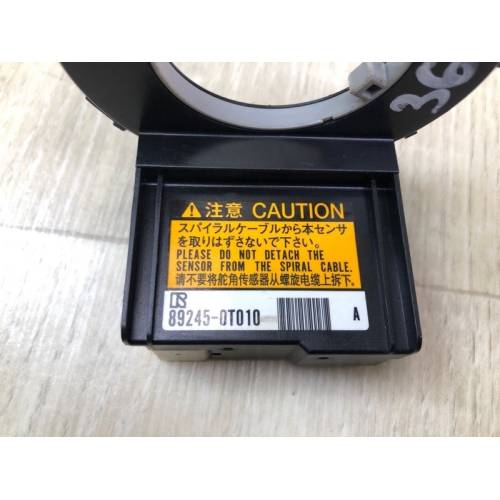 36
⚠ 注意 CAUTION
スパイラルケーブルから本センサ
を取りはずさないで下さい。
PLEASE DO NOT DETACH THE
SENSOR FROM THE SPIRAL CABLE.
请不要将舵角传感器从螺旋电缆上拆下。
R
89245-0T010 A